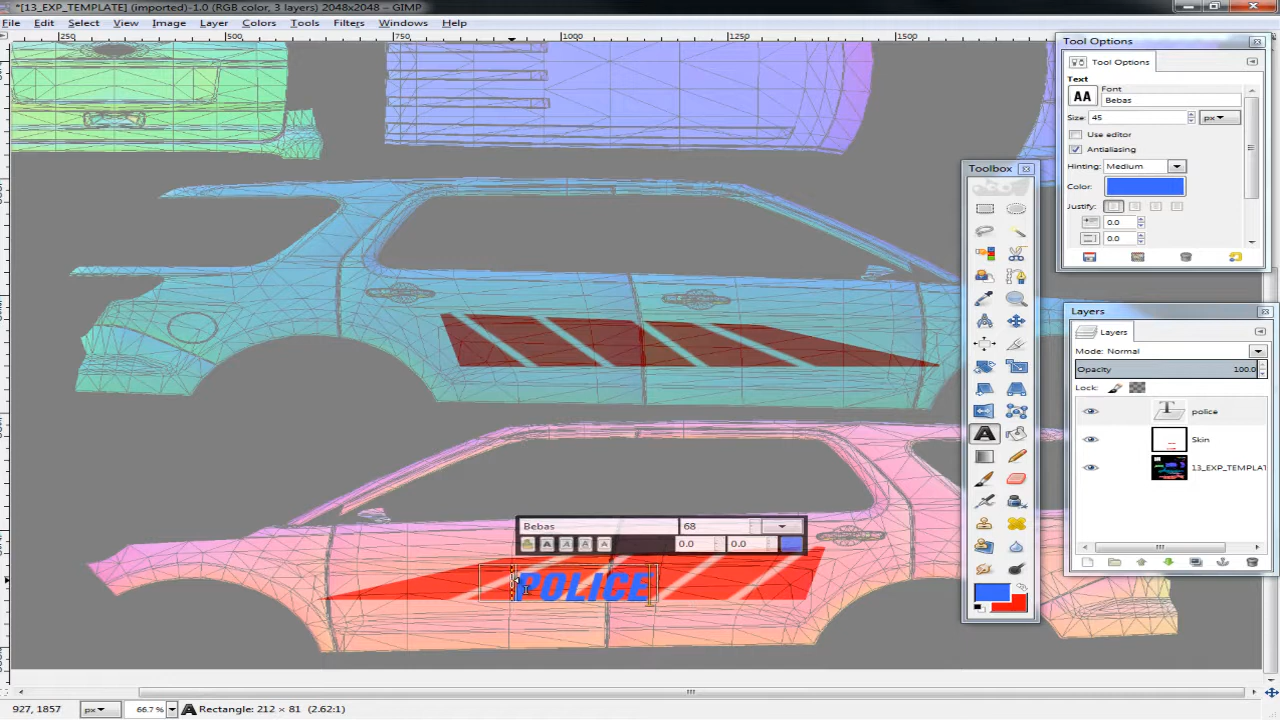 *[13_EXP_TEMPLATE] (imported)-1.0 (RGB color, 3 layers) 2048x2048 – GIMP
File Edit Select View Image Layer Colors Tools Filters Windows Help
250 500 750 1000 1250 1500
Tool Options
Tool Options
Text
Font
AA Bebas
Size: 45 px
Use editor
Antialiasing
Hinting: Medium
Color:
Justify:
0.0
0.0
Toolbox
A
Layers
Layers
Mode: Normal
Opacity 100.0
Lock:
T police
Skin
13_EXP_TEMPLAT
Bebas 68
A A A A 0.0 0.0
POLICE
927, 1857 px 66.7% A Rectangle: 212 × 81 (2.62:1)